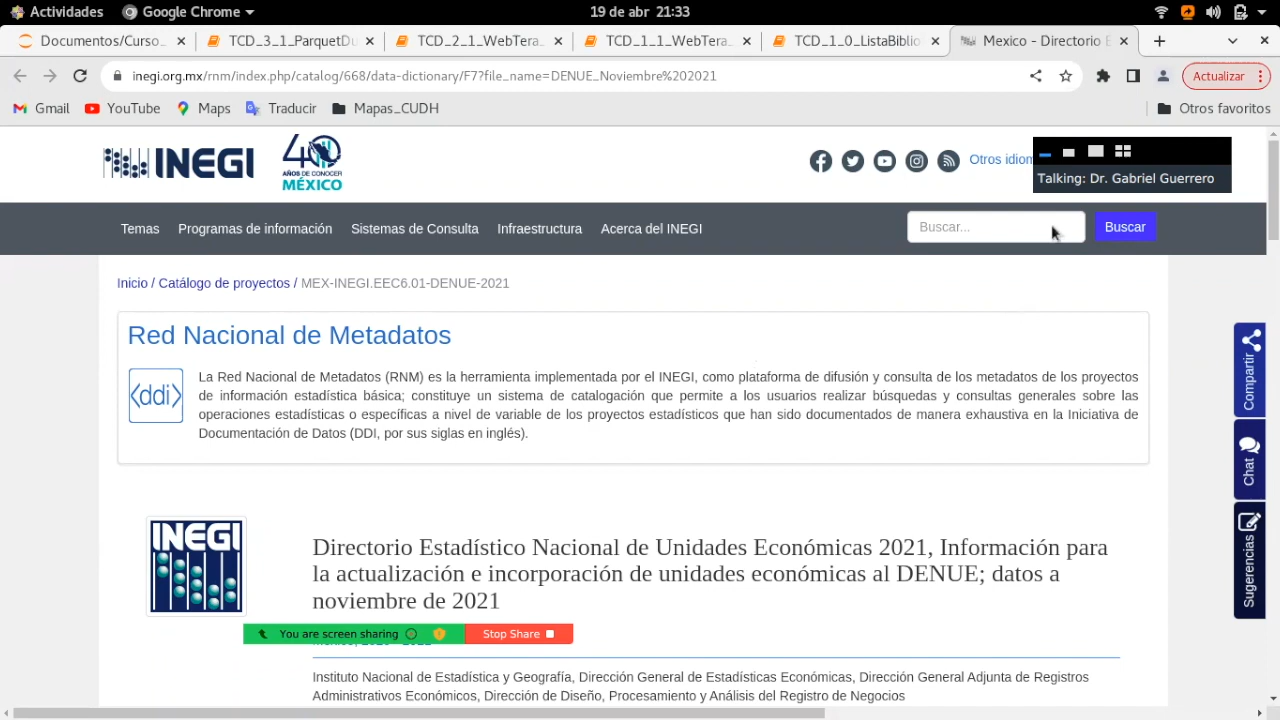 Actividades
Google Chrome
19 de abr 21:33
Documentos/Curso_
TCD_3_1_ParquetDu
TCD_2_1_WebTera
TCD_1_1_WebTera
TCD_1_0_ListaBiblio
Mexico - Directorio E
inegi.org.mx/rnm/index.php/catalog/668/data-dictionary/F7?file_name=DENUE_Noviembre%202021
Actualizar
Gmail
YouTube
Maps
Traducir
Mapas_CUDH
Otros favoritos
INEGI
40
AÑOS DE CONOCER
MÉXICO
Otros idiom
Talking: Dr. Gabriel Guerrero
Temas
Programas de información
Sistemas de Consulta
Infraestructura
Acerca del INEGI
Buscar...
Buscar
Inicio / Catálogo de proyectos / MEX-INEGI.EEC6.01-DENUE-2021
Red Nacional de Metadatos
<ddi>
La Red Nacional de Metadatos (RNM) es la herramienta implementada por el INEGI, como plataforma de difusión y consulta de los metadatos de los proyectos
de información estadística básica; constituye un sistema de catalogación que permite a los usuarios realizar búsquedas y consultas generales sobre las
operaciones estadísticas o específicas a nivel de variable de los proyectos estadísticos que han sido documentados de manera exhaustiva en la Iniciativa de
Documentación de Datos (DDI, por sus siglas en inglés).
Compartir
Chat
Sugerencias
INEGI
Directorio Estadístico Nacional de Unidades Económicas 2021, Información para
la actualización e incorporación de unidades económicas al DENUE; datos a
noviembre de 2021
You are screen sharing
Stop Share
Instituto Nacional de Estadística y Geografía, Dirección General de Estadísticas Económicas, Dirección General Adjunta de Registros
Administrativos Económicos, Dirección de Diseño, Procesamiento y Análisis del Registro de Negocios